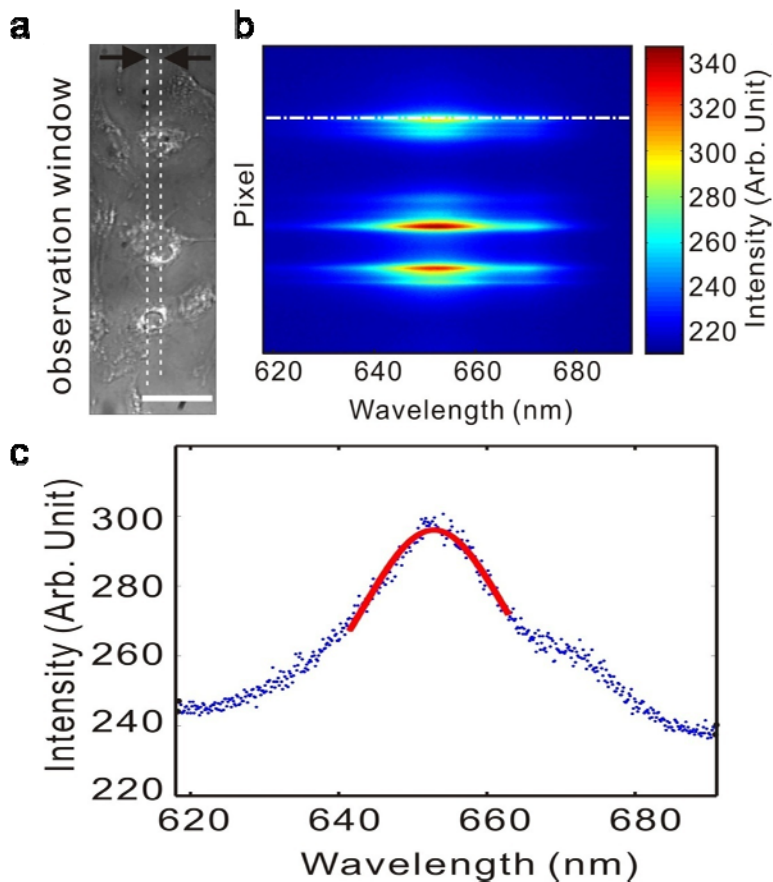 a
observation window
b
Pixel
620 640 660 680
Wavelength (nm)
340
320
300
280
260
240
220
Intensity (Arb. Unit)
c
Intensity (Arb. Unit)
300
280
260
240
220
620 640 660 680
Wavelength (nm)